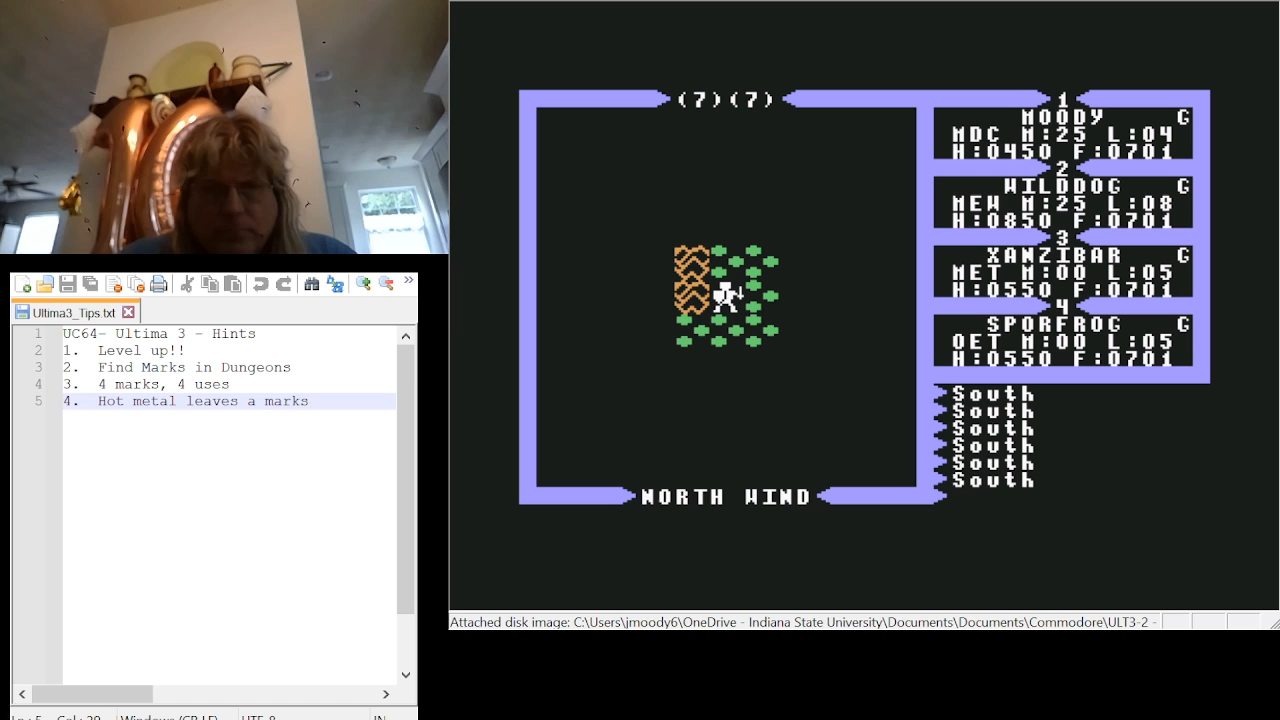 10
Ultima3_Tips.txt
1 UC64- Ultima 3 - Hints
2 1. Level up!!
3 2. Find Marks in Dungeons
4 3. 4 marks, 4 uses
5 4. Hot metal leaves a marks
(7)(7)
NORTH WIND
1
MOODY G
MDC M:25 L:04
H:0450 F:0701
2
WILDDOG G
MEW M:25 L:08
H:0850 F:0701
3
XANZIBAR G
MET M:00 L:05
H:0550 F:0701
4
SPORFROG G
OET M:00 L:05
H:0550 F:0701
South
South
South
South
South
South
Attached disk image: C:\Users\jmoody6\OneDrive - Indiana State University\Documents\Documents\Commodore\ULT3-2 -